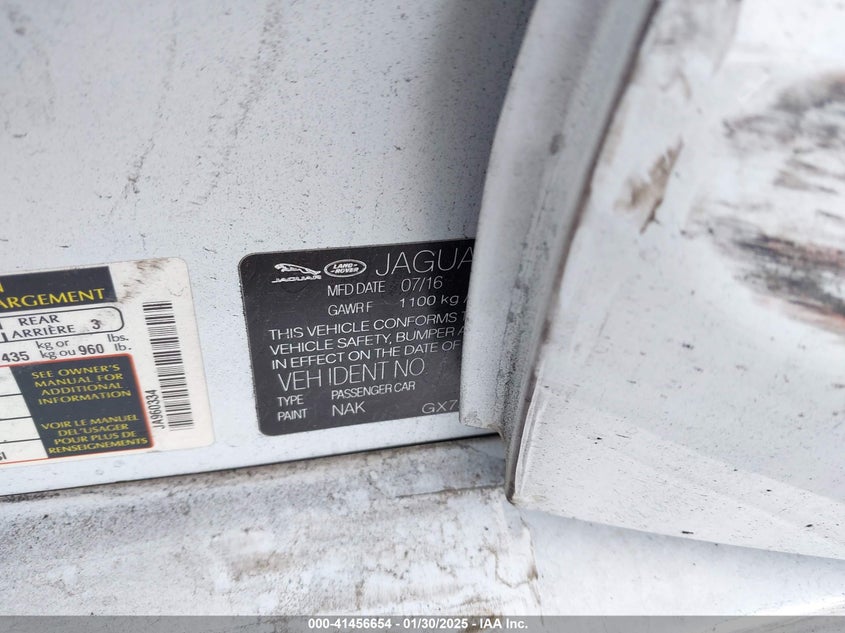 ARGEMENT
REAR
ARRIÈRE 3
435 kg or
kg ou 960 lbs.
lb.
SEE OWNER'S
MANUAL FOR
ADDITIONAL
INFORMATION
VOIR LE MANUEL
DEL'USAGER
POUR PLUS DE
RENSEIGNEMENTS
JA960334
JAGUAR
LAND-
-ROVER
JAGUA
MFD DATE 07/16
GAWR F 1100 kg
THIS VEHICLE CONFORMS
VEHICLE SAFETY, BUMPER
IN EFFECT ON THE DATE OF
VEH IDENT NO
TYPE PASSENGER CAR
PAINT NAK GX7
000-41456654 - 01/30/2025 - IAA Inc.